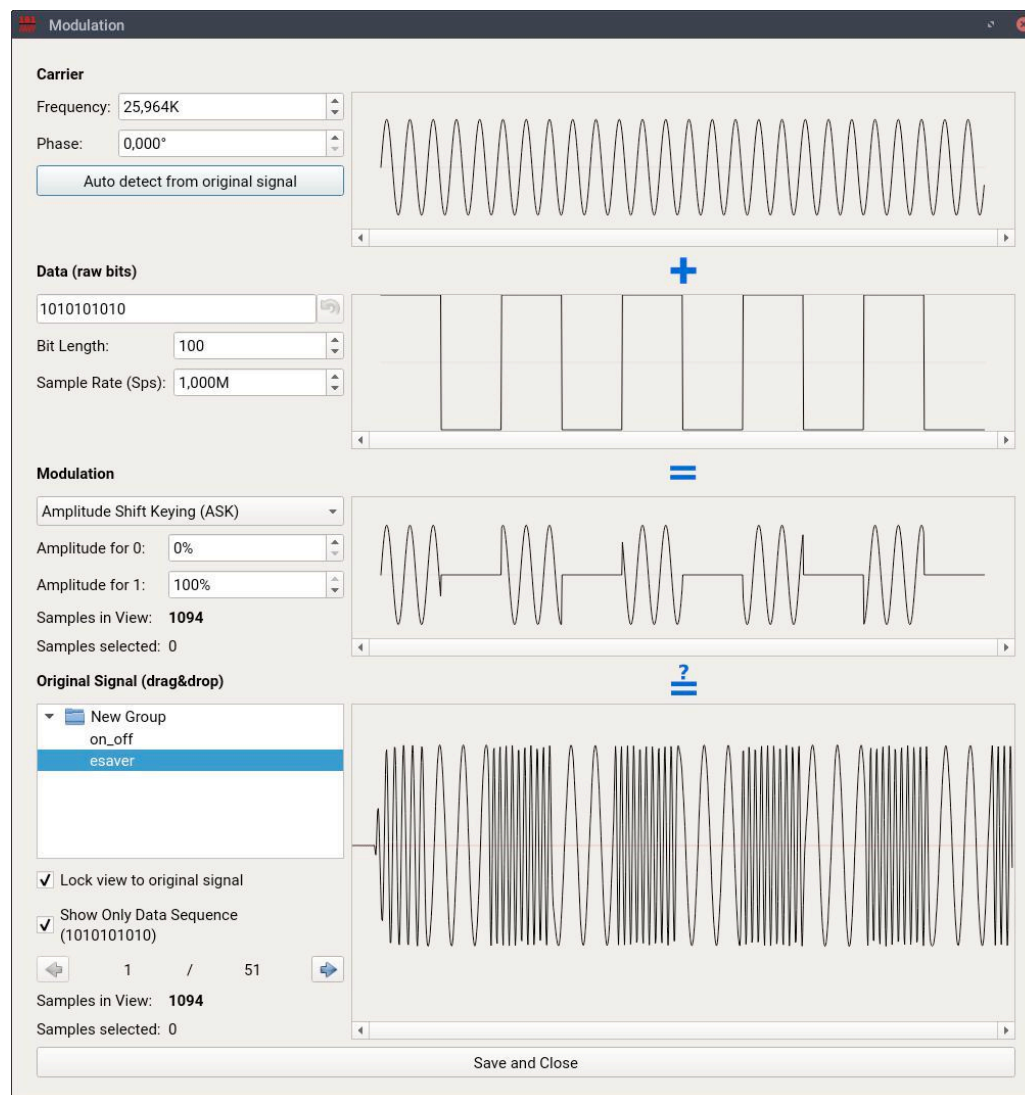 Modulation
Carrier
Frequency: 25,964K
Phase: 0,000°
Auto detect from original signal
+
Data (raw bits)
1010101010
Bit Length: 100
Sample Rate (Sps): 1,000M
=
Modulation
Amplitude Shift Keying (ASK)
Amplitude for 0: 0%
Amplitude for 1: 100%
Samples in View: 1094
Samples selected: 0
?
=
Original Signal (drag&drop)
New Group
on_off
esaver
Lock view to original signal
Show Only Data Sequence
(1010101010)
1 / 51
Samples in View: 1094
Samples selected: 0
Save and Close